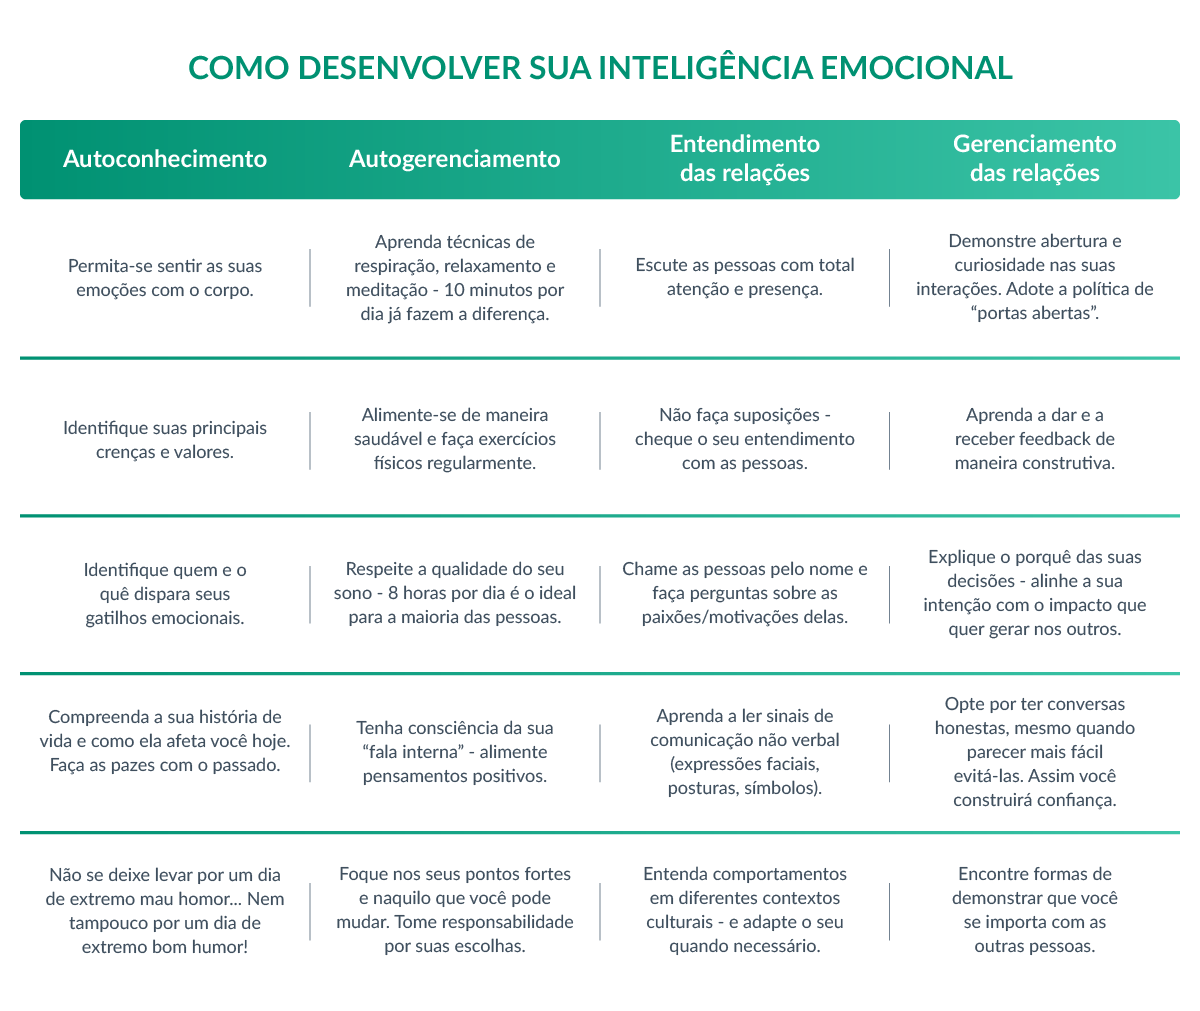 COMO DESENVOLVER SUA INTELIGÊNCIA EMOCIONAL
Autoconhecimento
Autogerenciamento
Entendimento
das relações
Gerenciamento
das relações
Permita-se sentir as suas
emoções com o corpo.
Aprenda técnicas de
respiração, relaxamento e
meditação - 10 minutos por
dia já fazem a diferença.
Escute as pessoas com total
atenção e presença.
Demonstre abertura e
curiosidade nas suas
interações. Adote a política de
“portas abertas”.
Identifique suas principais
crenças e valores.
Alimente-se de maneira
saudável e faça exercícios
físicos regularmente.
Não faça suposições -
cheque o seu entendimento
com as pessoas.
Aprenda a dar e a
receber feedback de
maneira construtiva.
Identifique quem e o
quê dispara seus
gatilhos emocionais.
Respeite a qualidade do seu
sono - 8 horas por dia é o ideal
para a maioria das pessoas.
Chame as pessoas pelo nome e
faça perguntas sobre as
paixões/motivações delas.
Explique o porquê das suas
decisões - alinhe a sua
intenção com o impacto que
quer gerar nos outros.
Compreenda a sua história de
vida e como ela afeta você hoje.
Faça as pazes com o passado.
Tenha consciência da sua
“fala interna” - alimente
pensamentos positivos.
Aprenda a ler sinais de
comunicação não verbal
(expressões faciais,
posturas, símbolos).
Opte por ter conversas
honestas, mesmo quando
parecer mais fácil
evitá-las. Assim você
construirá confiança.
Não se deixe levar por um dia
de extremo mau humor... Nem
tampouco por um dia de
extremo bom humor!
Foque nos seus pontos fortes
e naquilo que você pode
mudar. Tome responsabilidade
por suas escolhas.
Entenda comportamentos
em diferentes contextos
culturais - e adapte o seu
quando necessário.
Encontre formas de
demonstrar que você
se importa com as
outras pessoas.